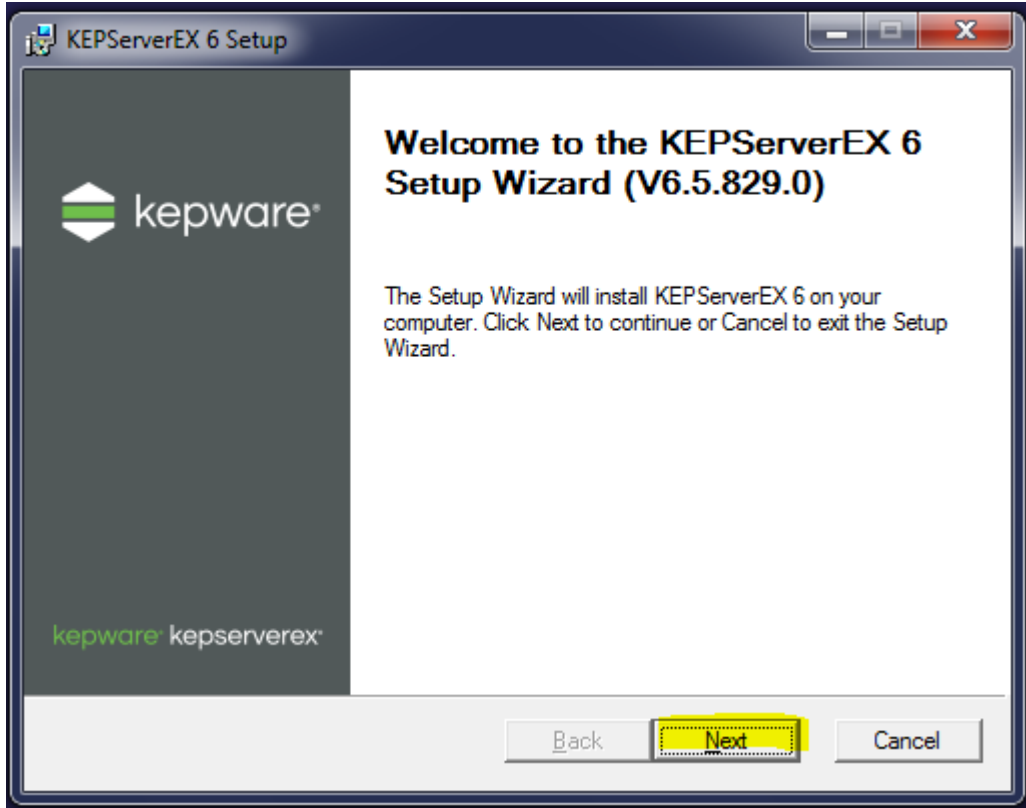 KEPServerEX 6 Setup
kepware
Welcome to the KEPServerEX 6
Setup Wizard (V6.5.829.0)
The Setup Wizard will install KEPServerEX 6 on your
computer. Click Next to continue or Cancel to exit the Setup
Wizard.
kepware kepserverex
Back Next Cancel